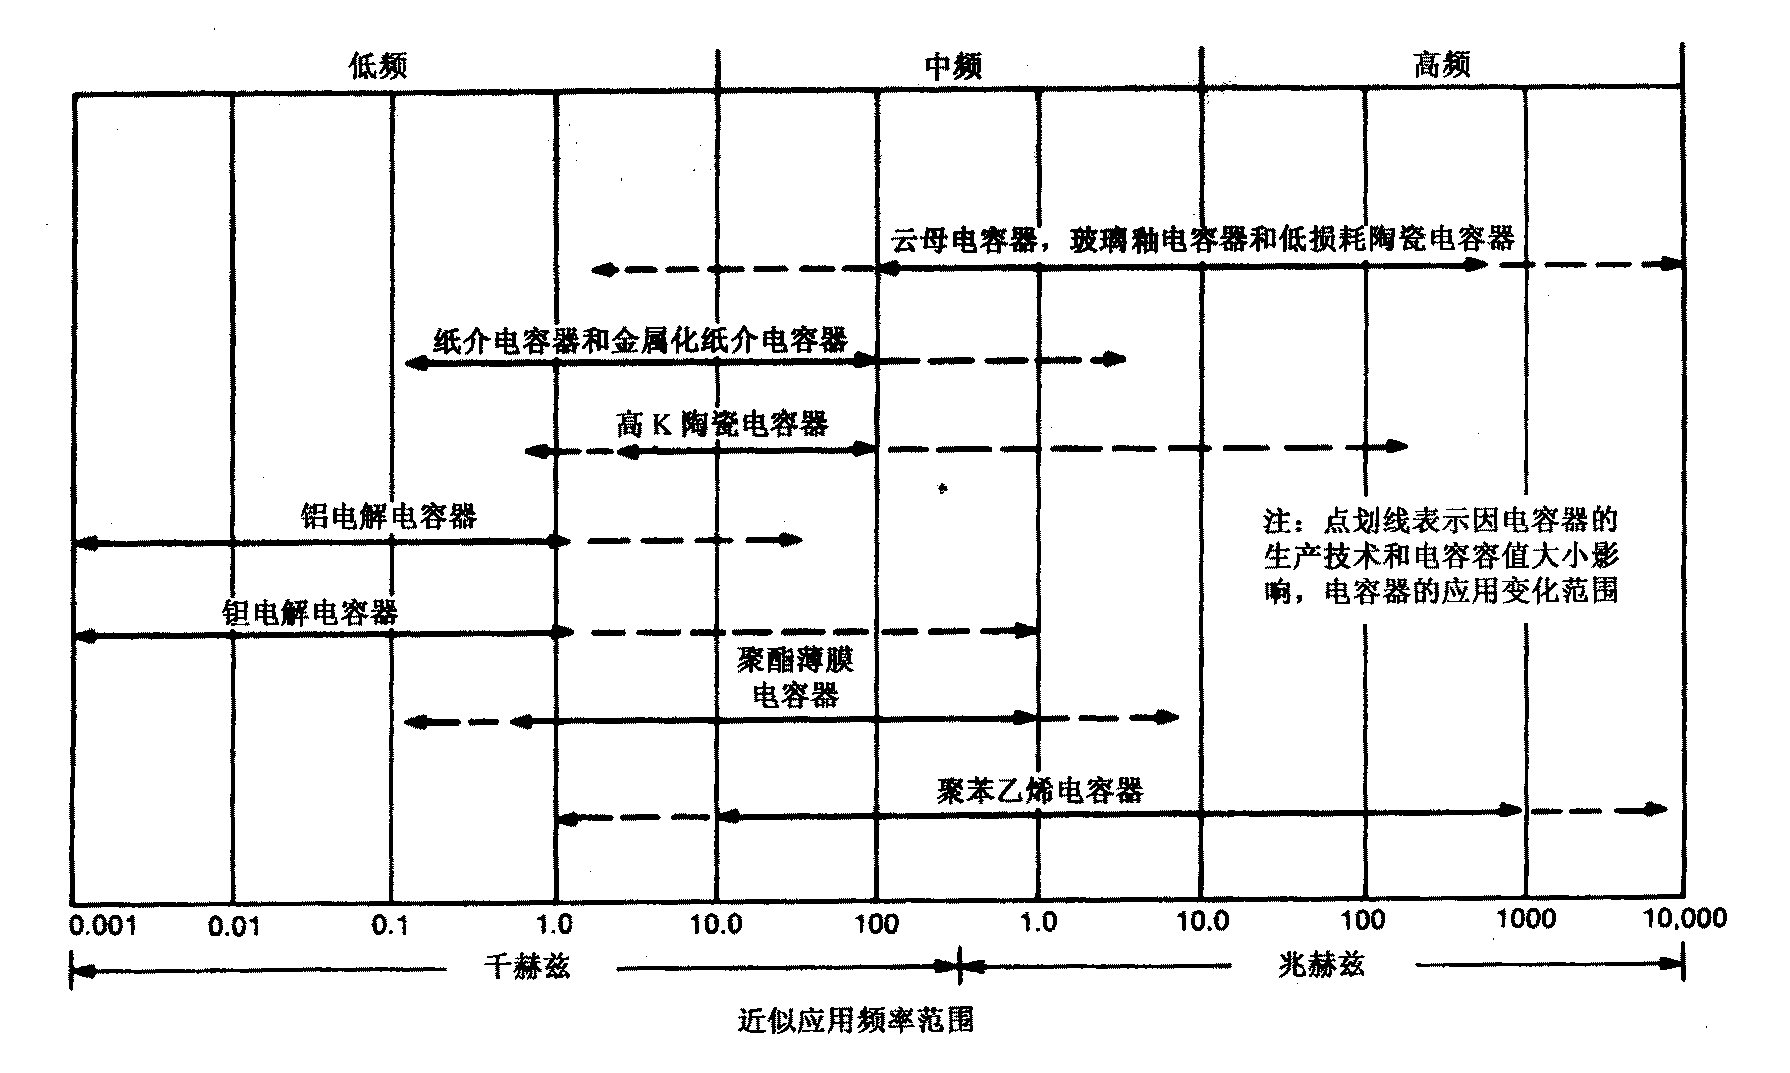 低频 中频 高频
云母电容器，玻璃釉电容器和低损耗陶瓷电容器
纸介电容器和金属化纸介电容器
高K陶瓷电容器
铝电解电容器
注：点划线表示因电容器的
生产技术和电容容值大小影
响，电容器的应用变化范围
钽电解电容器
聚酯薄膜
电容器
聚苯乙烯电容器
0.001 0.01 0.1 1.0 10.0 100 1.0 10.0 100 1000 10,000
千赫兹 兆赫兹
近似应用频率范围